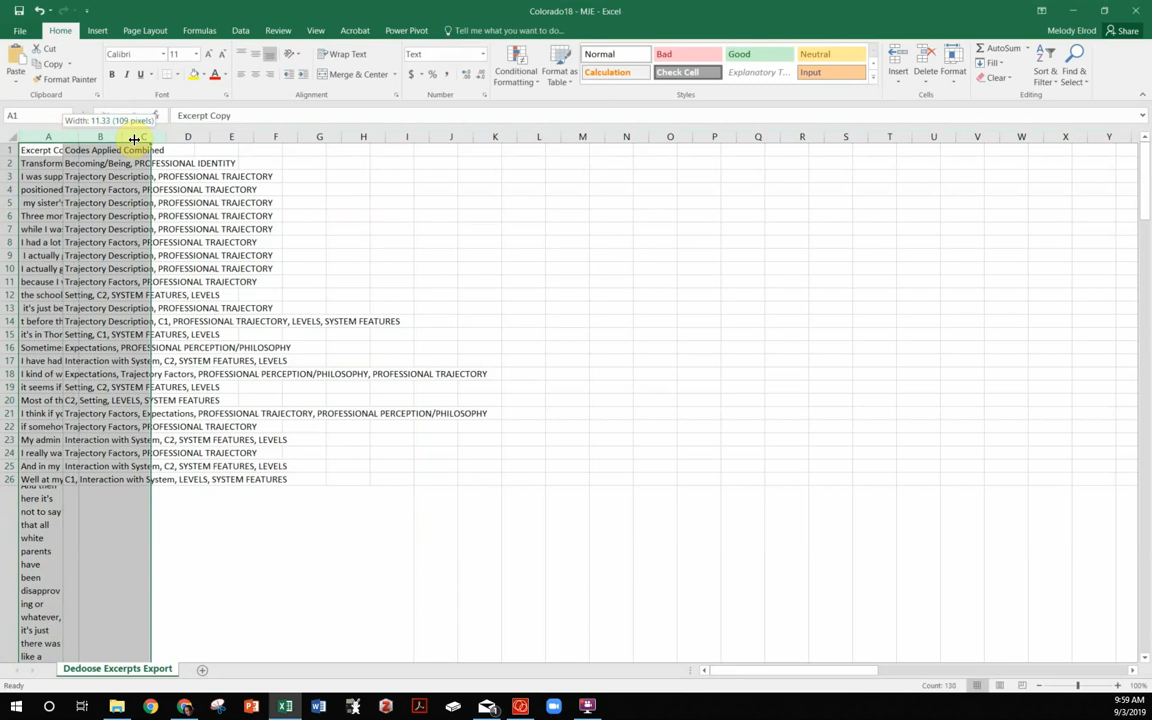 Colorado18 - MJE - Excel
File Home Insert Page Layout Formulas Data Review View Acrobat Power Pivot Tell me what you want to do... Melody Elrod Share
Cut Calibri 11 Wrap Text Text Normal Bad Good Neutral AutoSum
Copy Fill
Paste Format Painter Merge & Center Conditional Formatting Format as Table Calculation Check Cell Explanatory T... Input Insert Delete Format Clear Sort & Filter Find & Select
Clipboard Font Alignment Number Styles Cells Editing
A1 Width: 11.33 (109 pixels) Excerpt Copy
A B C D E F G H I J K L M N O P Q R S T U V W X Y
1 Excerpt Co Codes Applied Combined
2 Transform Becoming/Being, PROFESSIONAL IDENTITY
3 I was supp Trajectory Description, PROFESSIONAL TRAJECTORY
4 positioned Trajectory Factors, PROFESSIONAL TRAJECTORY
5 my sister's Trajectory Description, PROFESSIONAL TRAJECTORY
6 Three mor Trajectory Description, PROFESSIONAL TRAJECTORY
7 while I wa Trajectory Description, PROFESSIONAL TRAJECTORY
8 I had a lot Trajectory Factors, PROFESSIONAL TRAJECTORY
9 I actually Trajectory Description, PROFESSIONAL TRAJECTORY
10 I actually g Trajectory Description, PROFESSIONAL TRAJECTORY
11 because I Trajectory Factors, PROFESSIONAL TRAJECTORY
12 the school Setting, C2, SYSTEM FEATURES, LEVELS
13 it's just be Trajectory Description, PROFESSIONAL TRAJECTORY
14 t before th Trajectory Description, C1, PROFESSIONAL TRAJECTORY, LEVELS, SYSTEM FEATURES
15 it's in Thor Setting, C1, SYSTEM FEATURES, LEVELS
16 Sometime Expectations, PROFESSIONAL PERCEPTION/PHILOSOPHY
17 I have had Interaction with System, C2, SYSTEM FEATURES, LEVELS
18 I kind of w Expectations, Trajectory Factors, PROFESSIONAL PERCEPTION/PHILOSOPHY, PROFESSIONAL TRAJECTORY
19 it seems if Setting, C2, SYSTEM FEATURES, LEVELS
20 Most of th C2, Setting, LEVELS, SYSTEM FEATURES
21 I think if yo Trajectory Factors, Expectations, PROFESSIONAL TRAJECTORY, PROFESSIONAL PERCEPTION/PHILOSOPHY
22 if somehov Trajectory Factors, PROFESSIONAL TRAJECTORY
23 My admin Interaction with System, C2, SYSTEM FEATURES, LEVELS
24 I really wa Trajectory Factors, PROFESSIONAL TRAJECTORY
25 And in my Interaction with System, C2, SYSTEM FEATURES, LEVELS
26 Well at my C1, Interaction with System, LEVELS, SYSTEM FEATURES
And then
here it's
not to say
that all
white
parents
have
been
disapprov
ing or
whatever,
it's just
there was
like a
Dedoose Excerpts Export
Ready Count: 130 100%
9:59 AM
9/3/2019